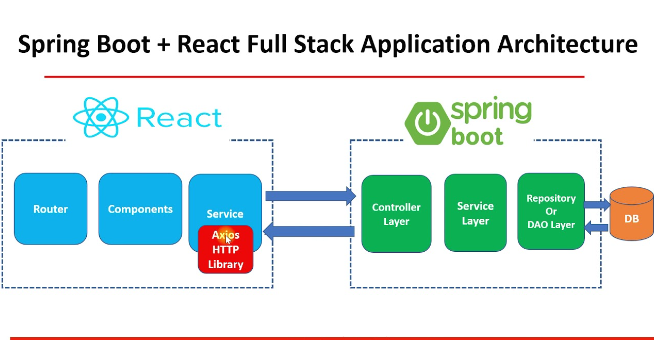 Spring Boot + React Full Stack Application Architecture
React
spring
boot
Router
Components
Service
Axios
HTTP
Library
Controller
Layer
Service
Layer
Repository
Or
DAO Layer
DB